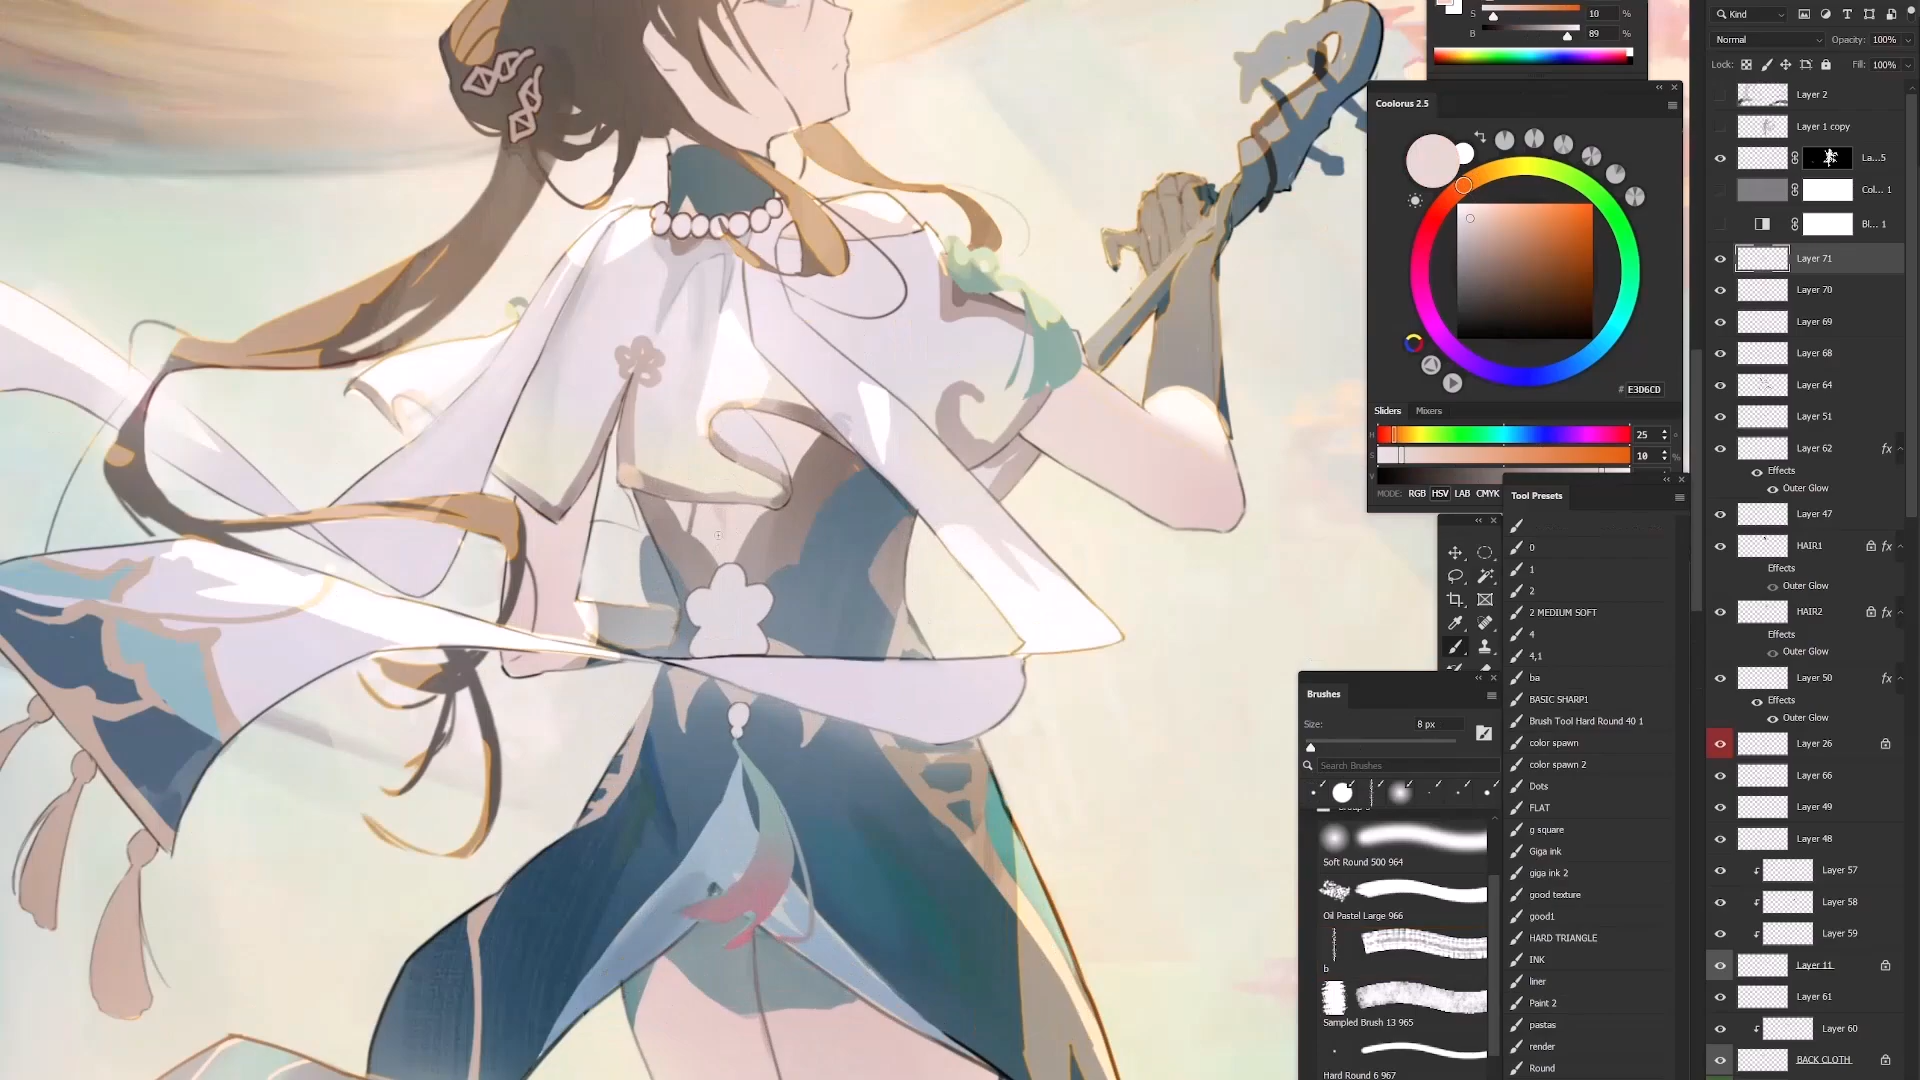 S 10 %
B 89 %
Coolorus 2.5
# E3D6CD
Sliders Mixers
H 25 °
S 10 %
V
MODE: RGB HSV LAB CMYK
Tool Presets
0
1
2
2 MEDIUM SOFT
4
4,1
ba
BASIC SHARP1
Brush Tool Hard Round 40 1
color spawn
color spawn 2
Dots
FLAT
g square
Giga ink
giga ink 2
good texture
good1
HARD TRIANGLE
INK
liner
Paint 2
pastas
render
Round
Brushes
Size: 8 px
Search Brushes
Soft Round 500 964
Oil Pastel Large 966
b
Sampled Brush 13 965
Hard Round 6 967
Kind
Normal Opacity: 100%
Lock: Fill: 100%
Layer 2
Layer 1 copy
La...5
Col... 1
Bl... 1
Layer 71
Layer 70
Layer 69
Layer 68
Layer 64
Layer 51
Layer 62 fx
Effects
Outer Glow
Layer 47
HAIR1 fx
Effects
Outer Glow
HAIR2 fx
Effects
Outer Glow
Layer 50 fx
Effects
Outer Glow
Layer 26
Layer 66
Layer 49
Layer 48
Layer 57
Layer 58
Layer 59
Layer 11
Layer 61
Layer 60
BACK CLOTH